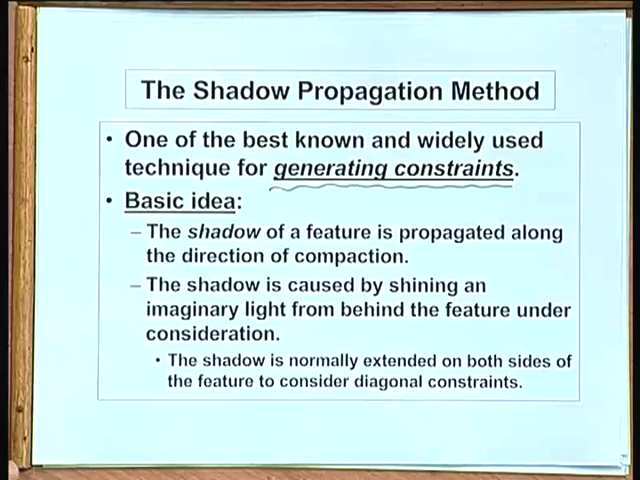 The Shadow Propagation Method
• One of the best known and widely used
technique for generating constraints.
• Basic idea:
– The shadow of a feature is propagated along
the direction of compaction.
– The shadow is caused by shining an
imaginary light from behind the feature under
consideration.
• The shadow is normally extended on both sides of
the feature to consider diagonal constraints.